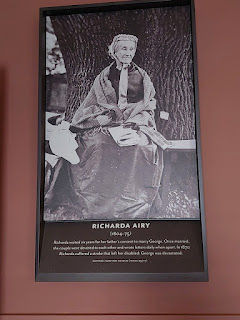 RICHARDA AIRY
(1804-75)
Richarda waited six years for her father's consent to marry George. Once married,
the couple were devoted to each other and wrote letters daily when apart. In 1870
Richarda suffered a stroke that left her disabled. George was devastated.